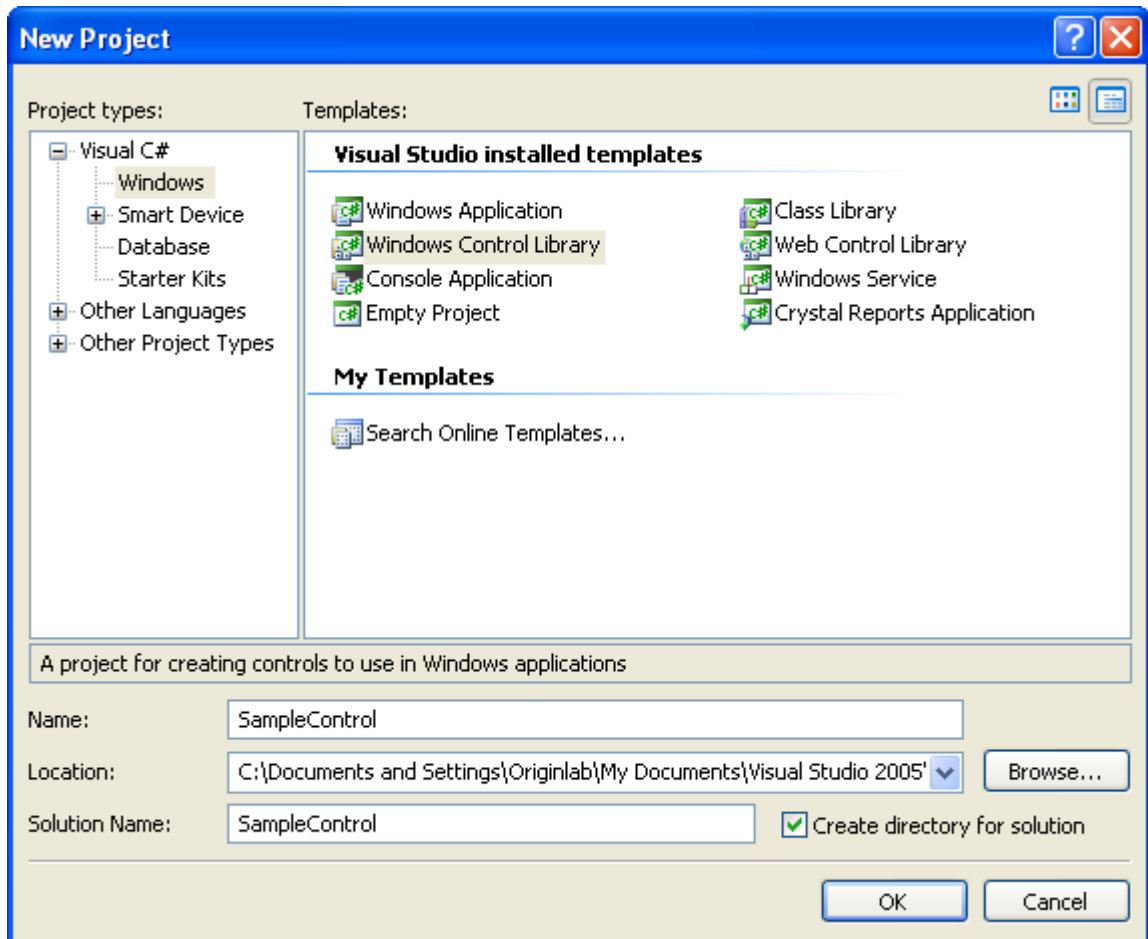 New Project
Project types:
Templates:
Visual C#
Windows
Smart Device
Database
Starter Kits
Other Languages
Other Project Types
Visual Studio installed templates
Windows Application
Class Library
Windows Control Library
Web Control Library
Console Application
Windows Service
Empty Project
Crystal Reports Application
My Templates
Search Online Templates...
A project for creating controls to use in Windows applications
Name:
SampleControl
Location:
C:\Documents and Settings\Originlab\My Documents\Visual Studio 2005'
Browse...
Solution Name:
SampleControl
Create directory for solution
OK
Cancel